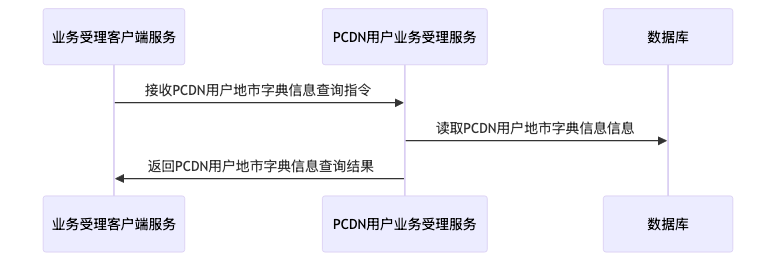 业务受理客户端服务
PCDN用户业务受理服务
数据库
接收PCDN用户地市字典信息查询指令
读取PCDN用户地市字典信息信息
返回PCDN用户地市字典信息查询结果
业务受理客户端服务
PCDN用户业务受理服务
数据库